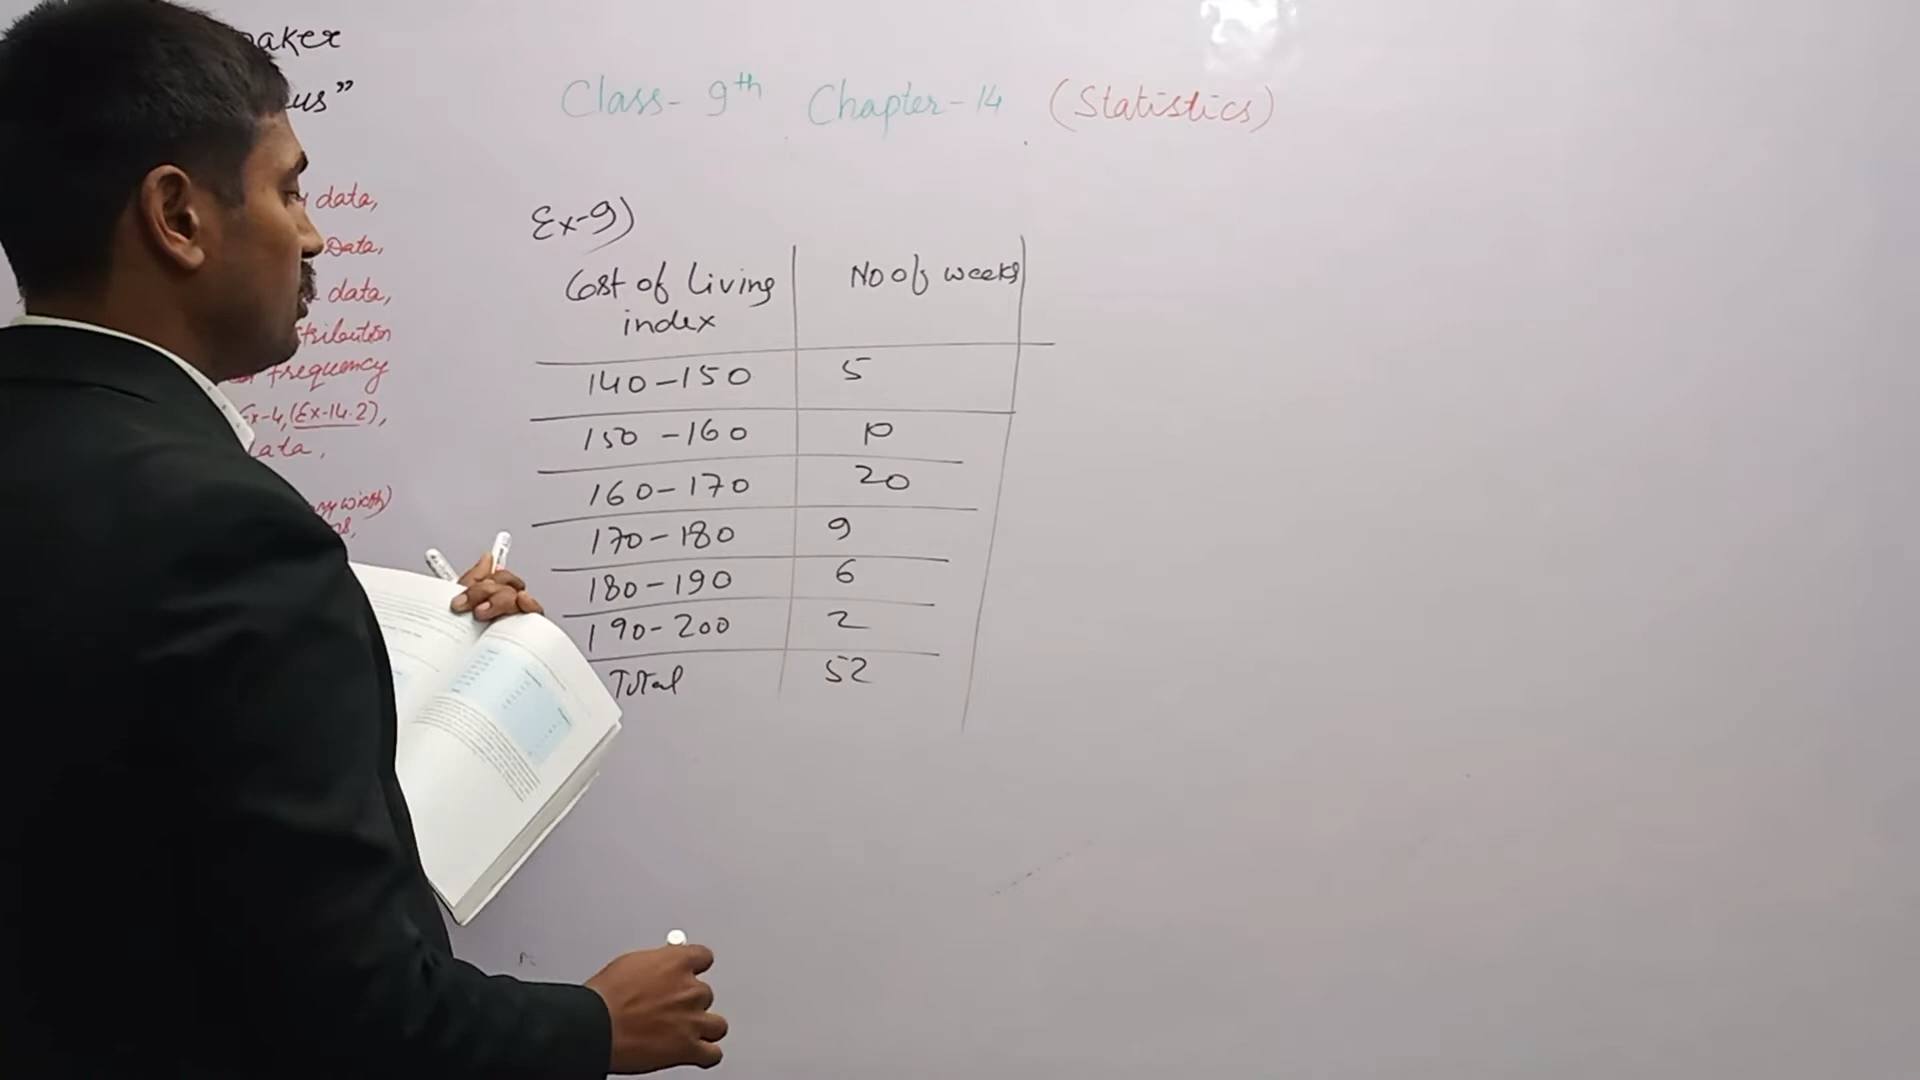 Class- 9th Chapter-14 (Statistics)
data,
Data,
data,
frequency
Ex-4,(Ex-14.2),
Ex-9)
Cost of Living
index
No of weeks
140-150 5
150-160 10
160-170 20
170-180 9
180-190 6
190-200 2
Total 52